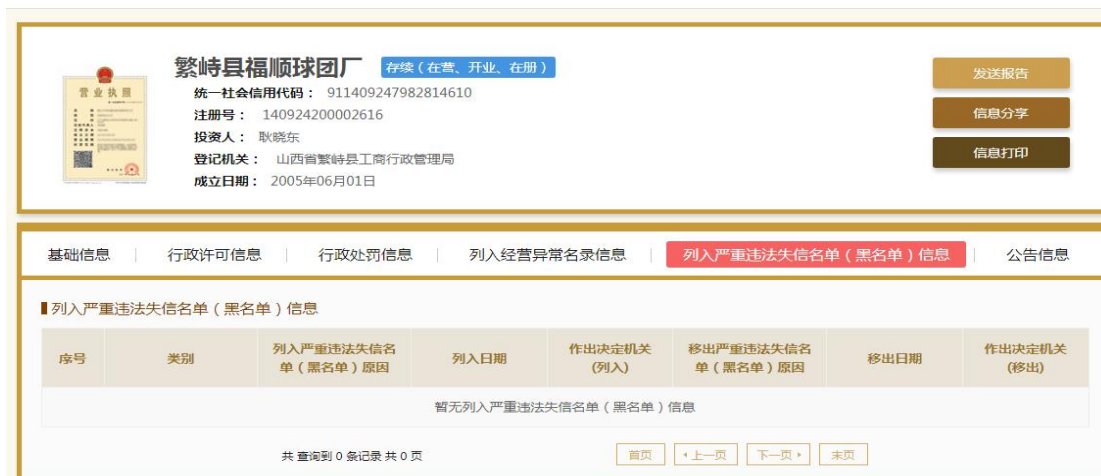 繁峙县福顺球团厂 存续（在营、开业、在册）
统一社会信用代码： 911409247982814610
注册号： 140924200002616
投资人： 耿晓东
登记机关： 山西省繁峙县工商行政管理局
成立日期： 2005年06月01日
营业执照
发送报告
信息分享
信息打印
基础信息 行政许可信息 行政处罚信息 列入经营异常名录信息 列入严重违法失信名单（黑名单）信息 公告信息
列入严重违法失信名单（黑名单）信息
序号 类别 列入严重违法失信名单（黑名单）原因 列入日期 作出决定机关(列入) 移出严重违法失信名单（黑名单）原因 移出日期 作出决定机关(移出)
暂无列入严重违法失信名单（黑名单）信息
共 查询到 0 条记录 共 0 页 首页 上一页 下一页 末页